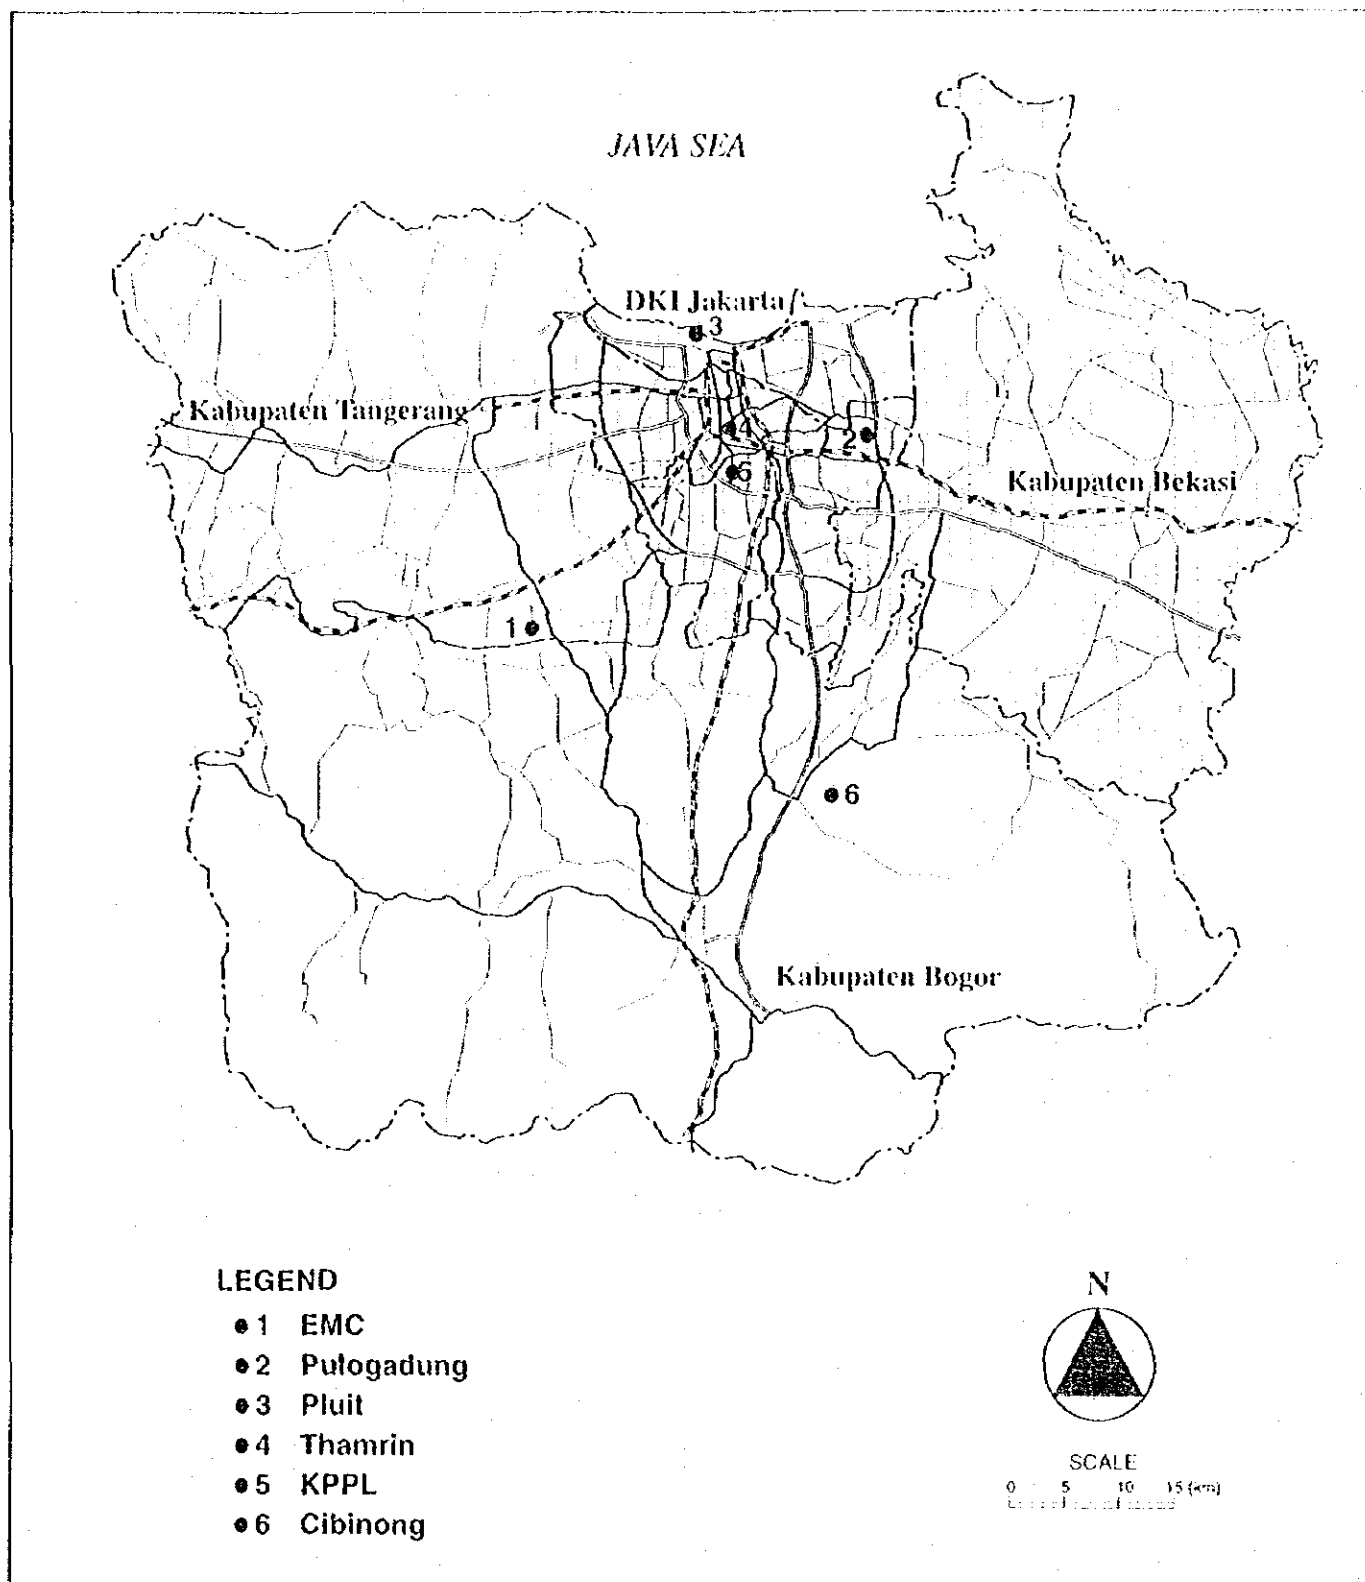 JAVA SEA
DKI Jakarta
3
Kabupaten Tangerang
4
2
5
Kabupaten Bekasi
1
6
Kabupaten Bogor
LEGEND
1 EMC
2 Pulogadung
3 Pluit
4 Thamrin
5 KPPL
6 Cibinong
N
SCALE
0 5 10 15 (km)